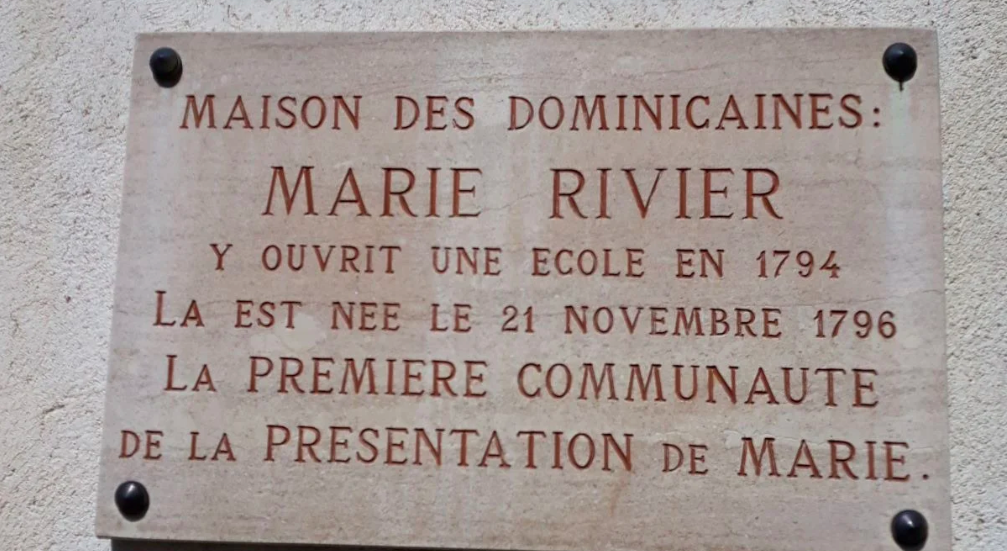 MAISON DES DOMINICAINES:
MARIE RIVIER
Y OUVRIT UNE ECOLE EN 1794
LA EST NEE LE 21 NOVEMBRE 1796
LA PREMIERE COMMUNAUTE
DE LA PRESENTATION DE MARIE.